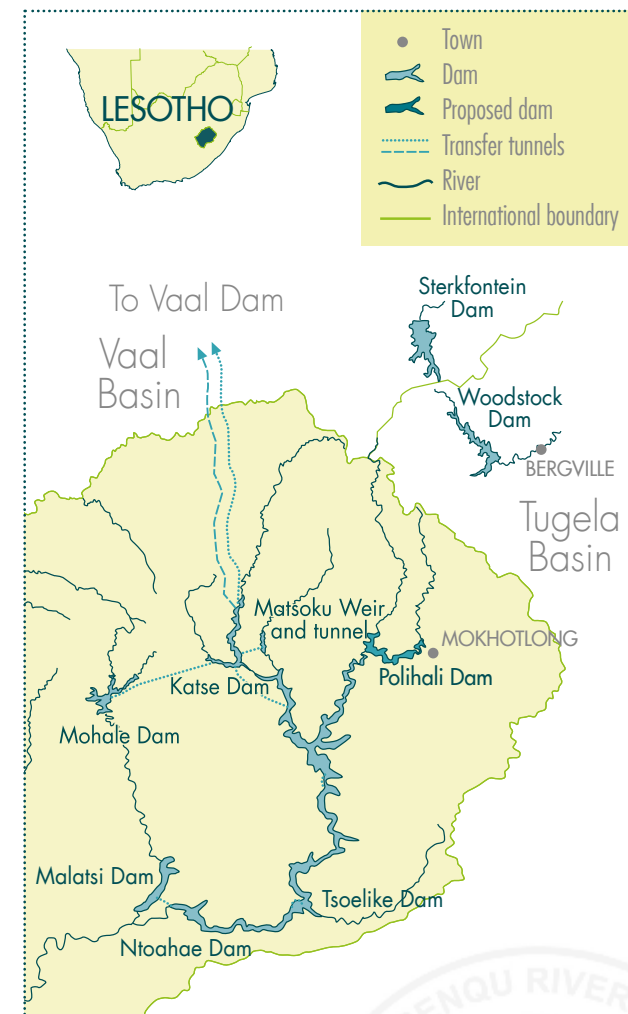 LESOTHO
Town
Dam
Proposed dam
Transfer tunnels
River
International boundary
To Vaal Dam
Vaal
Basin
Sterkfontein
Dam
Woodstock
Dam
BERGVILLE
Tugela
Basin
Matsoku Weir
and tunnel
MOKHOTLONG
Polihali Dam
Katse Dam
Mohale Dam
Malatsi Dam
Tsoelike Dam
Ntoahae Dam
ENQU RIVER